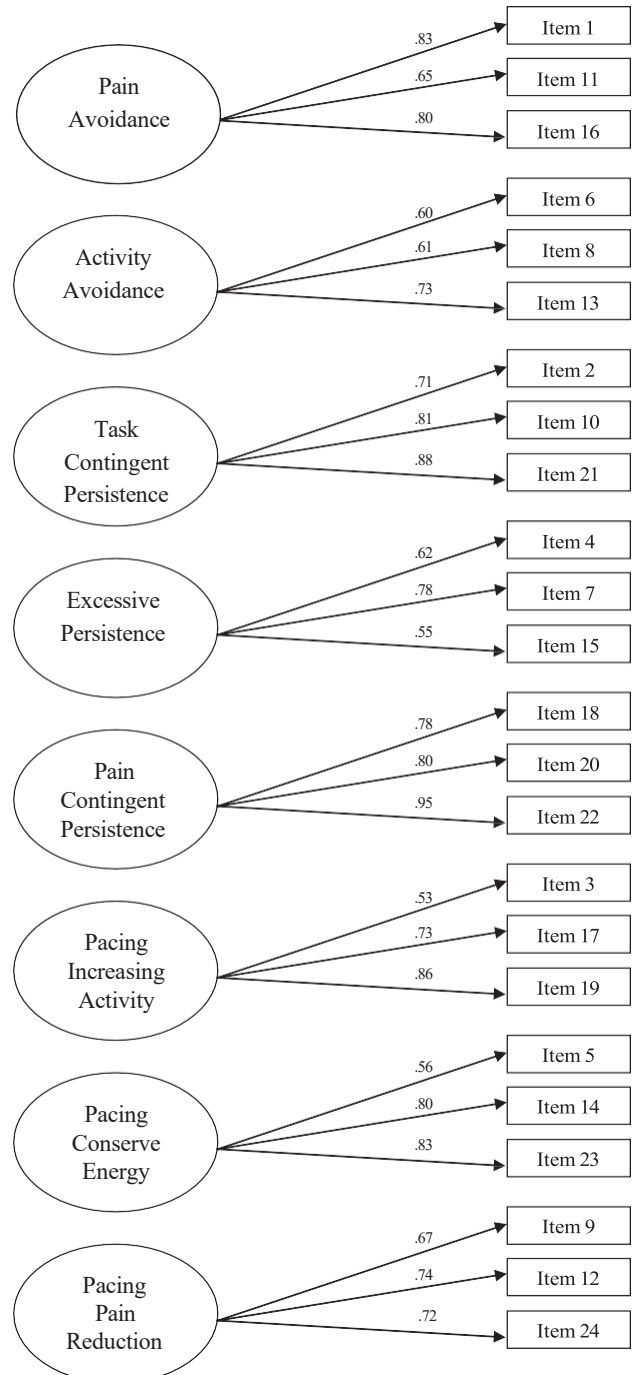 Pain
Avoidance
.83
Item 1
.65
Item 11
.80
Item 16
Activity
Avoidance
.60
Item 6
.61
Item 8
.73
Item 13
Task
Contingent
Persistence
.71
Item 2
.81
Item 10
.88
Item 21
Excessive
Persistence
.62
Item 4
.78
Item 7
.55
Item 15
Pain
Contingent
Persistence
.78
Item 18
.80
Item 20
.95
Item 22
Pacing
Increasing
Activity
.53
Item 3
.73
Item 17
.86
Item 19
Pacing
Conserve
Energy
.56
Item 5
.80
Item 14
.83
Item 23
Pacing
Pain
Reduction
.67
Item 9
.74
Item 12
.72
Item 24